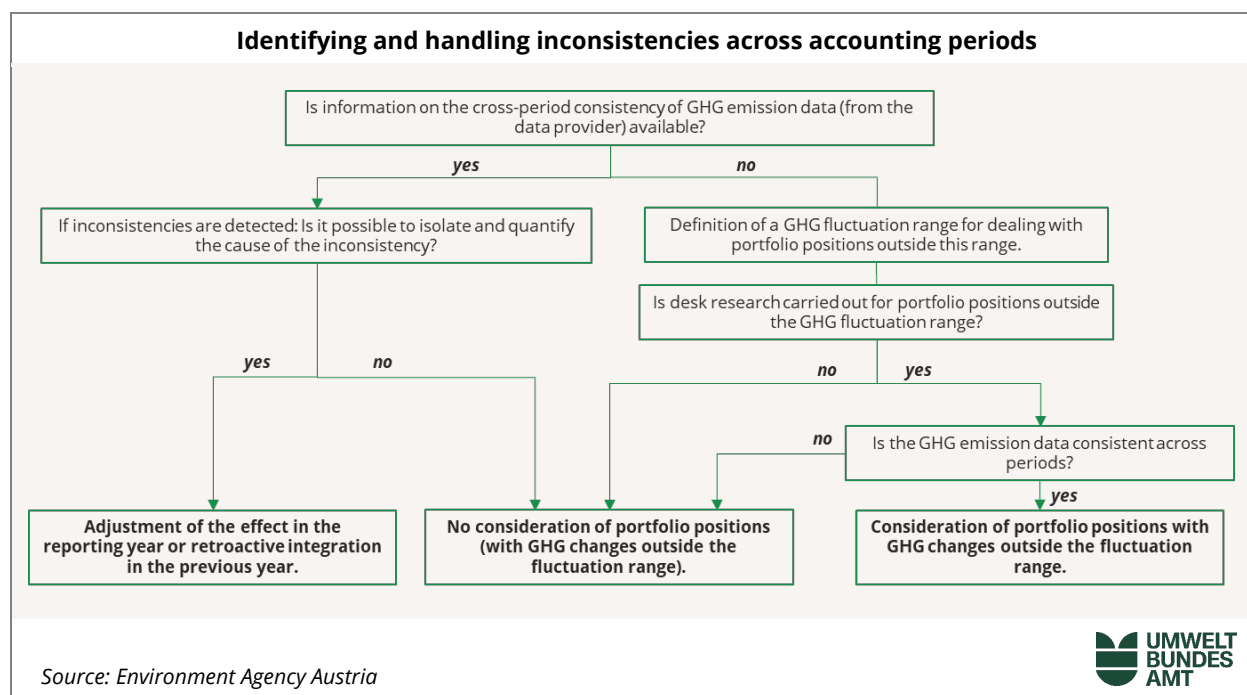 Identifying and handling inconsistencies across accounting periods
Is information on the cross-period consistency of GHG emission data (from the
data provider) available?
yes
no
If inconsistencies are detected: Is it possible to isolate and quantify
the cause of the inconsistency?
Definition of a GHG fluctuation range for dealing with
portfolio positions outside this range.
Is desk research carried out for portfolio positions outside
the GHG fluctuation range?
yes
no
no
yes
no
Is the GHG emission data consistent across
periods?
yes
Adjustment of the effect in the
reporting year or retroactive integration
in the previous year.
No consideration of portfolio positions
(with GHG changes outside the
fluctuation range).
Consideration of portfolio positions with
GHG changes outside the fluctuation
range.
Source: Environment Agency Austria
UMWELT
BUNDES
AMT